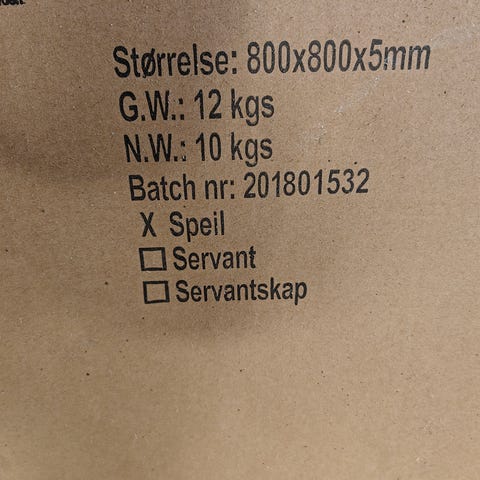 Størrelse: 800x800x5mm
G.W.: 12 kgs
N.W.: 10 kgs
Batch nr: 201801532
X Speil
☐ Servant
☐ Servantskap